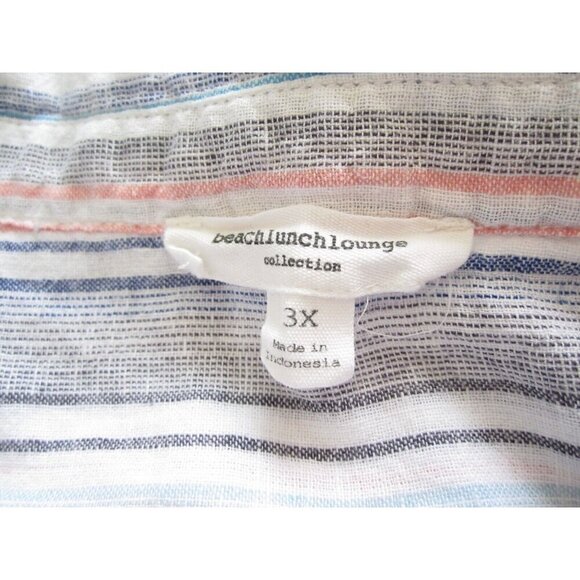 beachlunchlounge
collection
3X
Made in
Indonesia